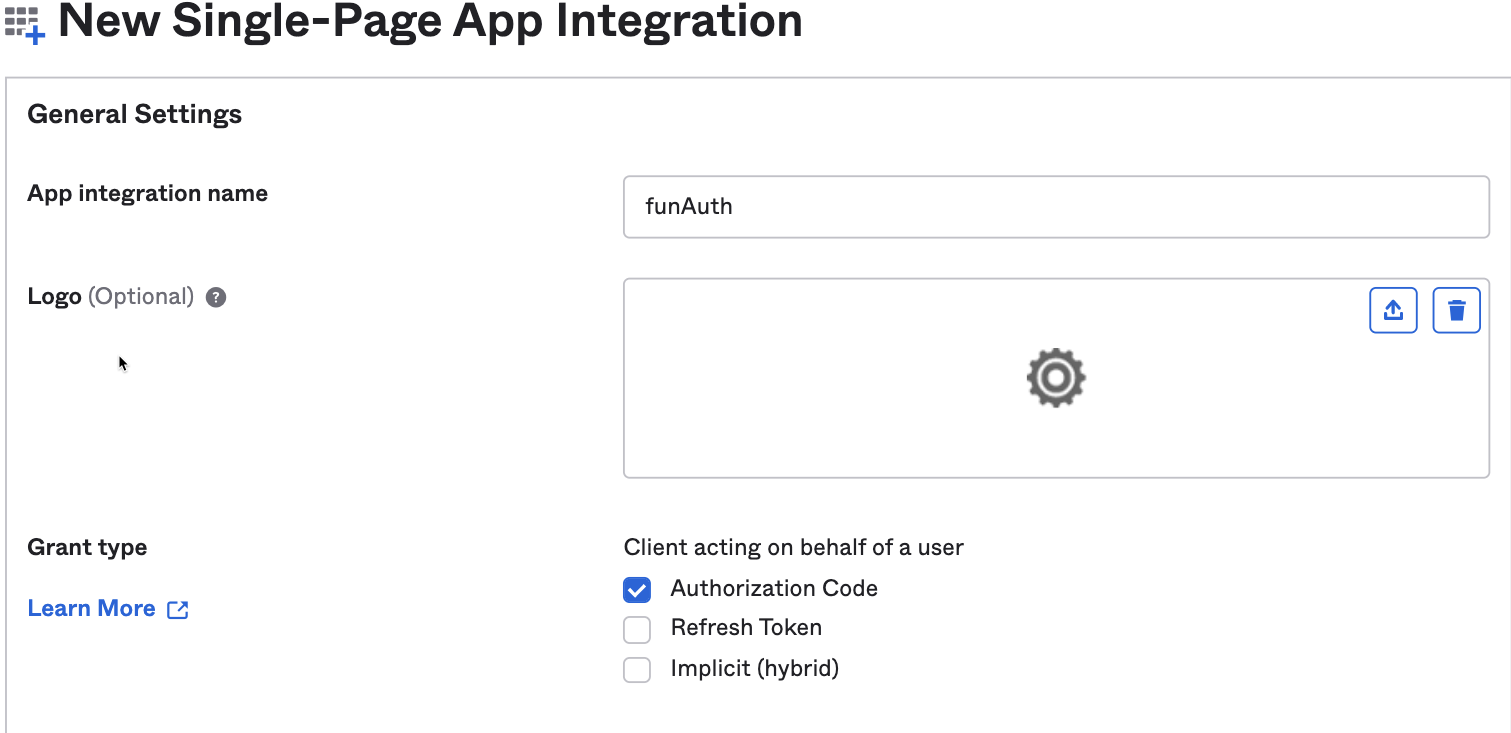 New Single-Page App Integration
General Settings
App integration name
funAuth
Logo (Optional) ?
Grant type
Client acting on behalf of a user
Authorization Code
Learn More
Refresh Token
Implicit (hybrid)